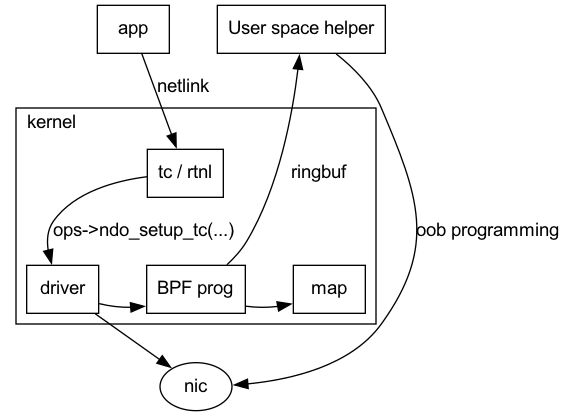 app
User space helper
netlink
kernel
tc / rtnl
ringbuf
ops->ndo_setup_tc(...)
oob programming
driver
BPF prog
map
nic